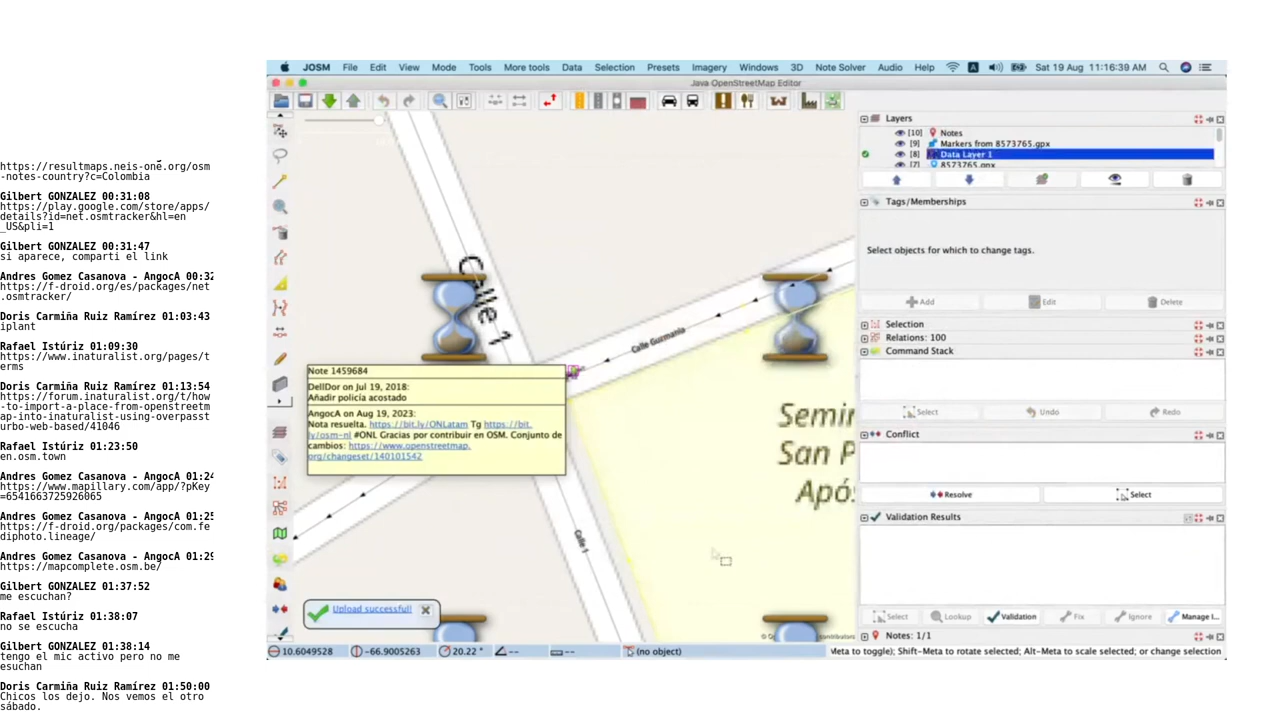 https://resultmaps.neis-one.org/osm
-notes-country?c=Colombia
Gilbert GONZALEZ 00:31:08
https://play.google.com/store/apps/
details?id=net.osmtracker&hl=en
_US&pli=1
Gilbert GONZALEZ 00:31:47
si aparece, comparti el link
Andres Gomez Casanova - AngocA 00:32
https://f-droid.org/es/packages/net
.osmtracker/
Doris Carmiña Ruiz Ramírez 01:03:43
iplant
Rafael Istúriz 01:09:30
https://www.inaturalist.org/pages/t
erms
Doris Carmiña Ruiz Ramírez 01:13:54
https://forum.inaturalist.org/t/how
-to-import-a-place-from-openstreetm
ap-into-inaturalist-using-overpasst
urbo-web-based/41046
Rafael Istúriz 01:23:50
en.osm.town
Andres Gomez Casanova - AngocA 01:24
https://www.mapillary.com/app/?pKey
=6541663725926065
Andres Gomez Casanova - AngocA 01:25
https://f-droid.org/packages/com.fe
diphoto.lineage/
Andres Gomez Casanova - AngocA 01:29
https://mapcomplete.osm.be/
Gilbert GONZALEZ 01:37:52
me escuchan?
Rafael Istúriz 01:38:07
no se escucha
Gilbert GONZALEZ 01:38:14
tengo el mic activo pero no me
esuchan
Doris Carmiña Ruiz Ramírez 01:50:00
Chicos los dejo. Nos vemos el otro
sábado.
JOSM File Edit View Mode Tools More tools Data Selection Presets Imagery Windows 3D Note Solver Audio Help A Sat 19 Aug 11:16:39 AM
Java OpenStreetMap Editor
Calle 1
Calle Guzmania
Calle 1
Semin
San P
Após
Note 1459684
DellDor on Jul 19, 2018:
Añadir policía acostado
AngocA on Aug 19, 2023:
Nota resuelta. https://bit.ly/ONLatam Tg https://bit.
ly/osm-nl #ONL Gracias por contribuir en OSM. Conjunto de
cambios: https://www.openstreetmap.
org/changeset/140101542
Upload successful!
Layers
[10] Notes
[9] Markers from 8573765.gpx
[8] Data Layer 1
[7] 8573765.gpx
Tags/Memberships
Select objects for which to change tags.
Add Edit Delete
Selection
Relations: 100
Command Stack
Select Undo Redo
Conflict
Resolve Select
Validation Results
Select Lookup Validation Fix Ignore Manage I...
Notes: 1/1
10.6049528 -66.9005263 20.22 ° -- -- (no object) Meta to toggle); Shift-Meta to rotate selected; Alt-Meta to scale selected; or change selection